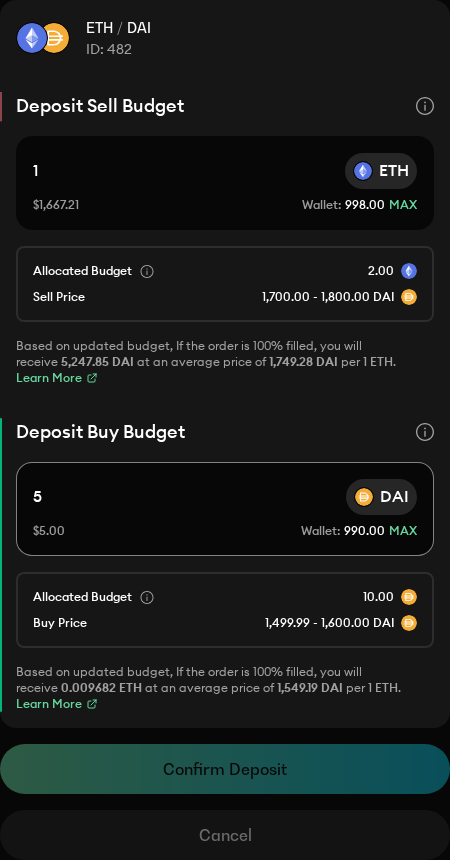 ETH / DAI
ID: 482
Deposit Sell Budget
1 ETH
$1,667.21 Wallet: 998.00 MAX
Allocated Budget 2.00
Sell Price 1,700.00 - 1,800.00 DAI
Based on updated budget, If the order is 100% filled, you will
receive 5,247.85 DAI at an average price of 1,749.28 DAI per 1 ETH.
Learn More
Deposit Buy Budget
5 DAI
$5.00 Wallet: 990.00 MAX
Allocated Budget 10.00
Buy Price 1,499.99 - 1,600.00 DAI
Based on updated budget, If the order is 100% filled, you will
receive 0.009682 ETH at an average price of 1,549.19 DAI per 1 ETH.
Learn More
Confirm Deposit
Cancel